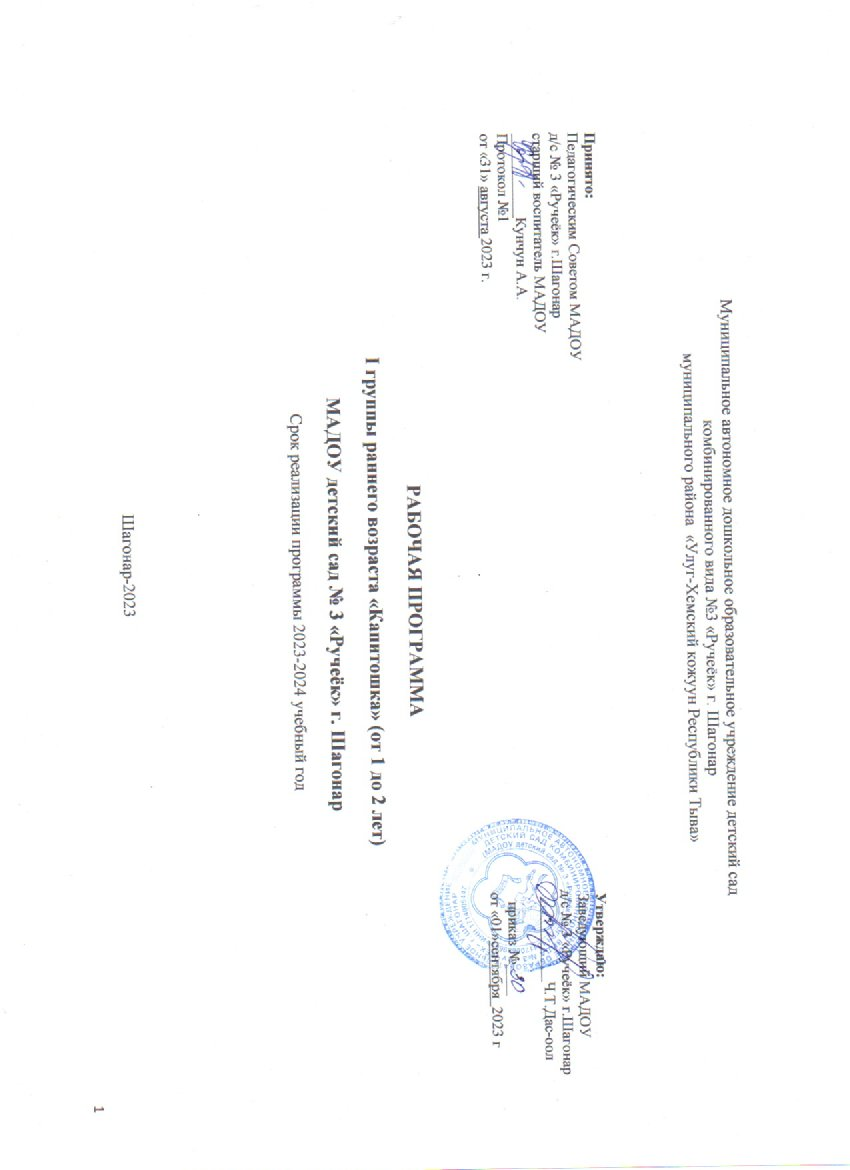 Муниципальное автономное дошкольное образовательное учреждение детский сад
комбинированного вида №3 «Ручеёк» г. Шагонар
муниципального района «Улуг-Хемский кожуун Республики Тыва»
Принято:
Педагогическим Советом МАДОУ
д/с № 3 «Ручеёк» г.Шагонар
старший воспитатель МАДОУ
Кунчун А.А.
Протокол №1
от «31» августа 2023 г.
Утверждаю:
Заведующий МАДОУ
д/с № 3 «Ручеёк» г.Шагонар
Ч.Т.Дас-оол
приказ №
от «01»сентября 2023 г
РАБОЧАЯ ПРОГРАММА
I группы раннего возраста «Капитошка» (от 1 до 2 лет)
МАДОУ детский сад № 3 «Ручеёк» г. Шагонар
Срок реализации программы 2023-2024 учебный год
Шагонар-2023
1